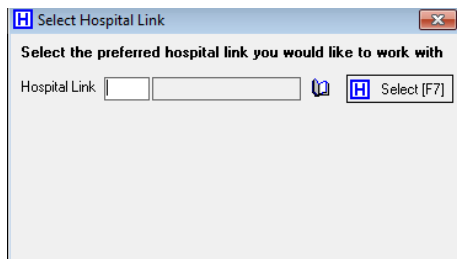 H Select Hospital Link
Select the preferred hospital link you would like to work with
Hospital Link H Select [F7]